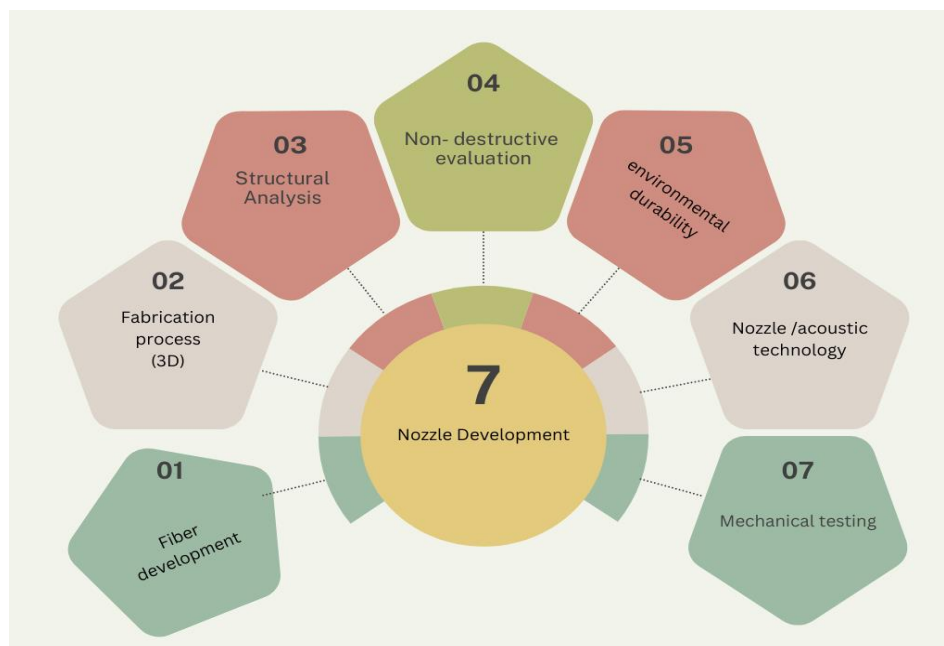 01
Fiber
development
02
Fabrication
process
(3D)
03
Structural
Analysis
04
Non- destructive
evaluation
05
environmental
durability
06
Nozzle /acoustic
technology
07
Mechanical testing
7
Nozzle Development